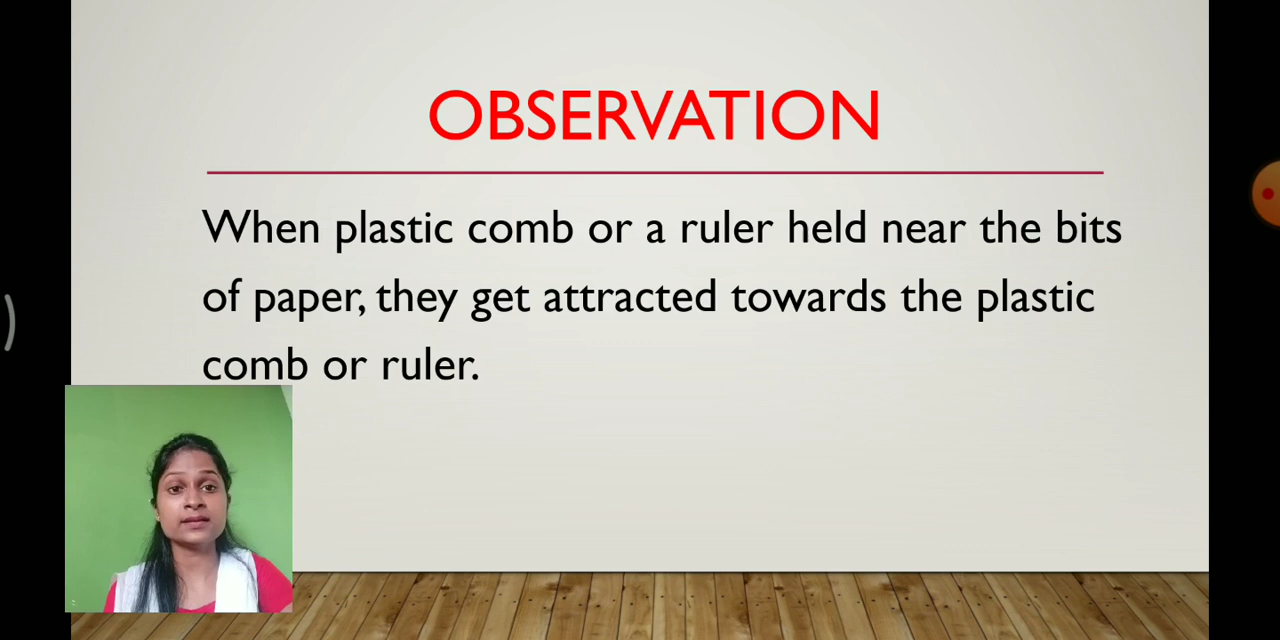 OBSERVATION
When plastic comb or a ruler held near the bits
of paper, they get attracted towards the plastic
comb or ruler.